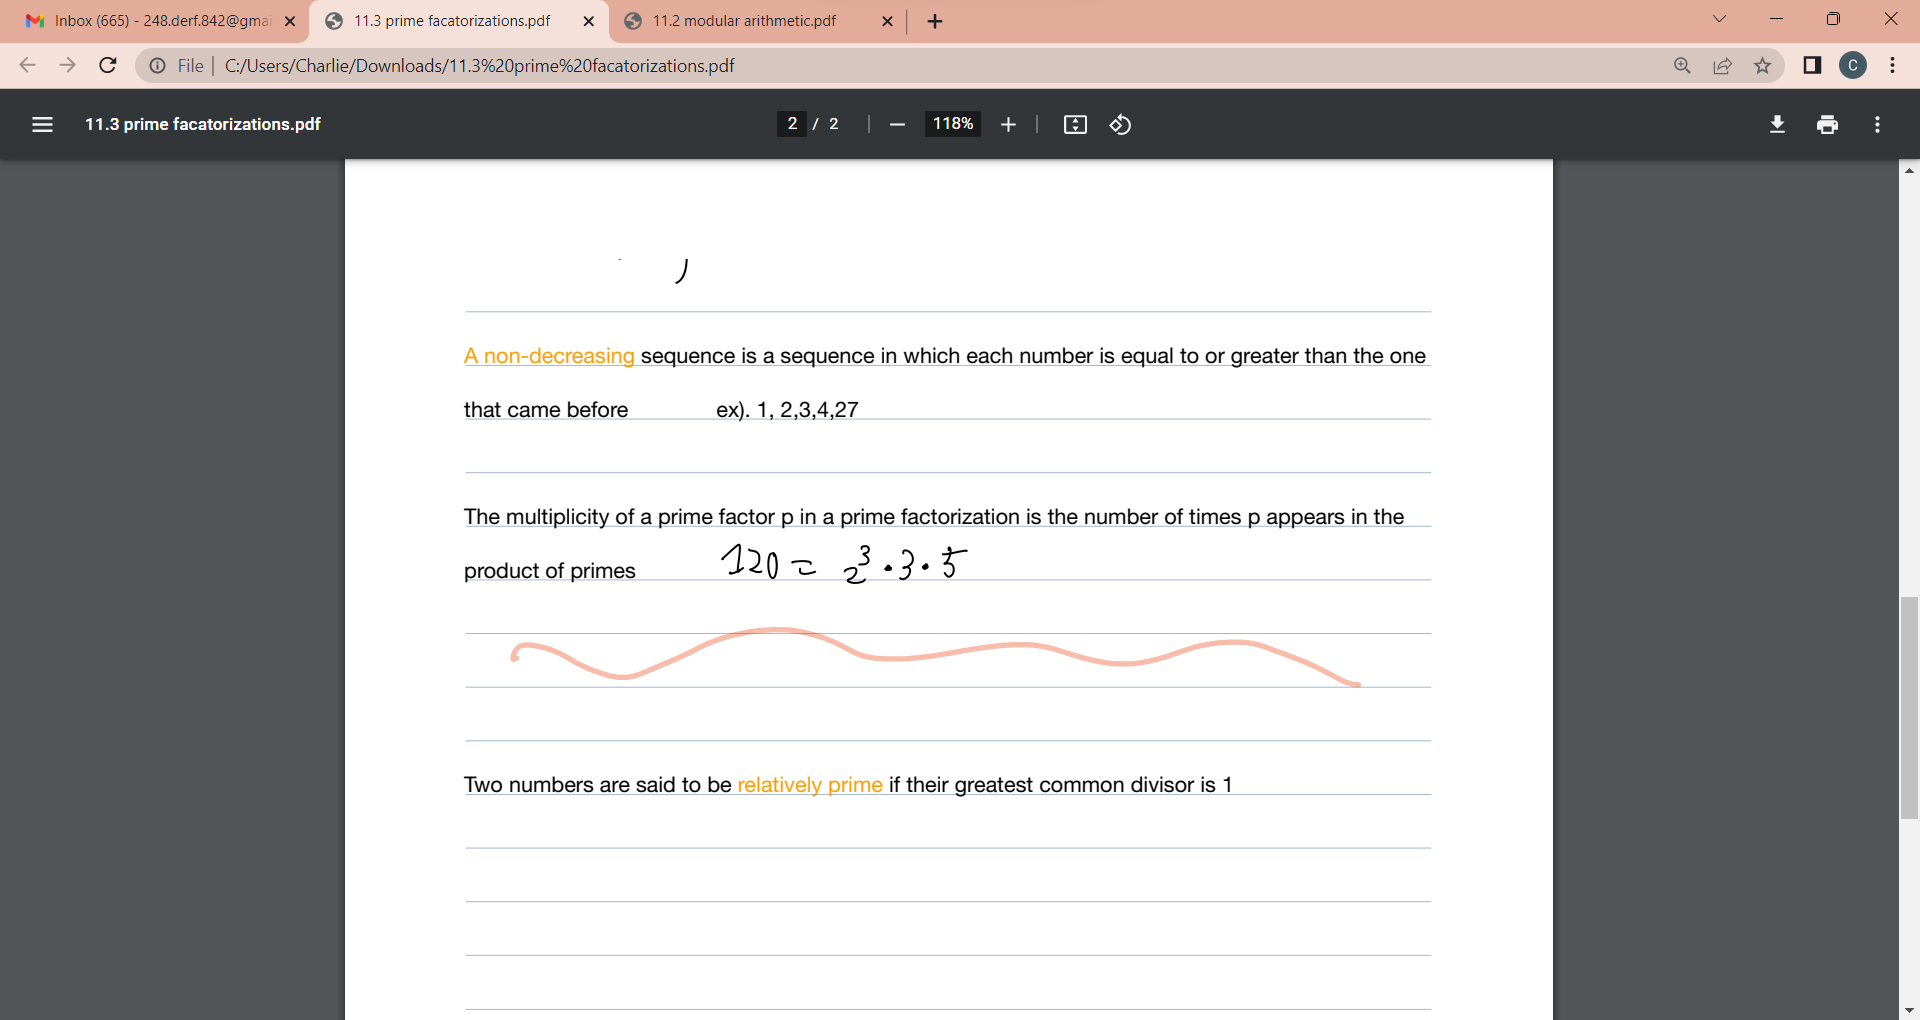 Inbox (665) - 248.derf.842@gmai
11.3 prime facatorizations.pdf
11.2 modular arithmetic.pdf
File | C:/Users/Charlie/Downloads/11.3%20prime%20facatorizations.pdf
C
11.3 prime facatorizations.pdf
2 / 2 | − 118% + |
A non-decreasing sequence is a sequence in which each number is equal to or greater than the one
that came before ex). 1, 2,3,4,27
The multiplicity of a prime factor p in a prime factorization is the number of times p appears in the
product of primes 120 = 2³ · 3 · 5
Two numbers are said to be relatively prime if their greatest common divisor is 1